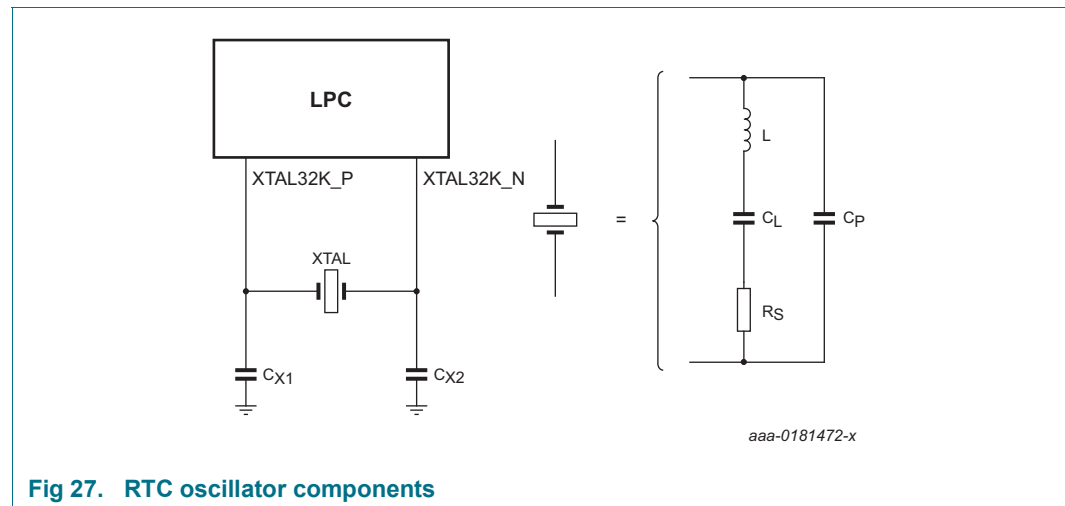 LPC
XTAL32K_P
XTAL32K_N
XTAL
CX1
CX2
=
L
CL
CP
RS
aaa-0181472-x
Fig 27. RTC oscillator components